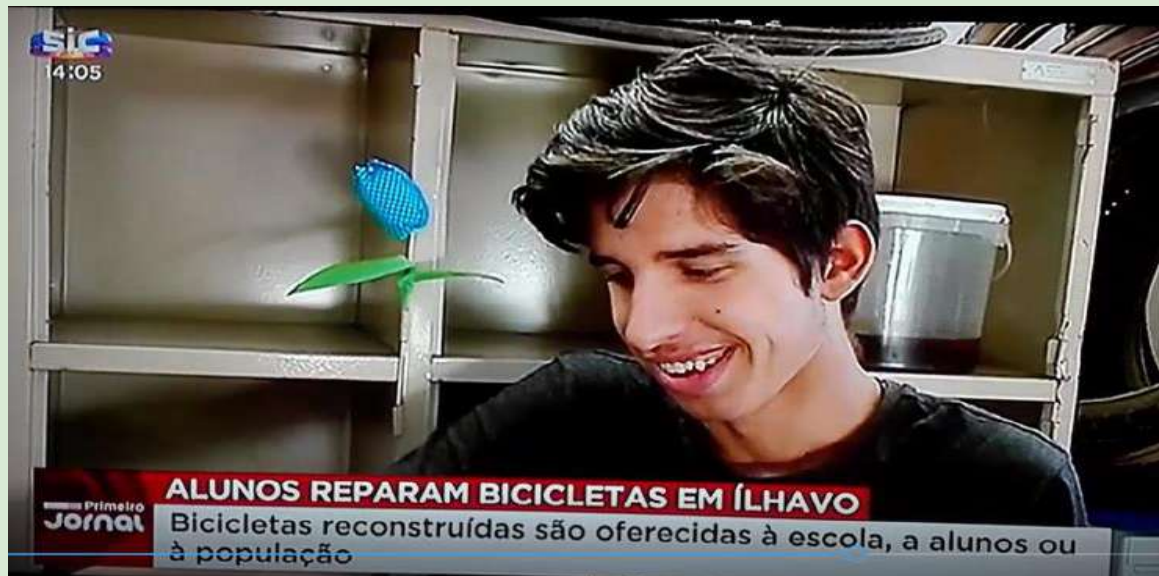 SIC
14:05
ALUNOS REPARAM BICICLETAS EM ÍLHAVO
Primeiro
Jornal
Bicicletas reconstruídas são oferecidas à escola, a alunos ou
à população